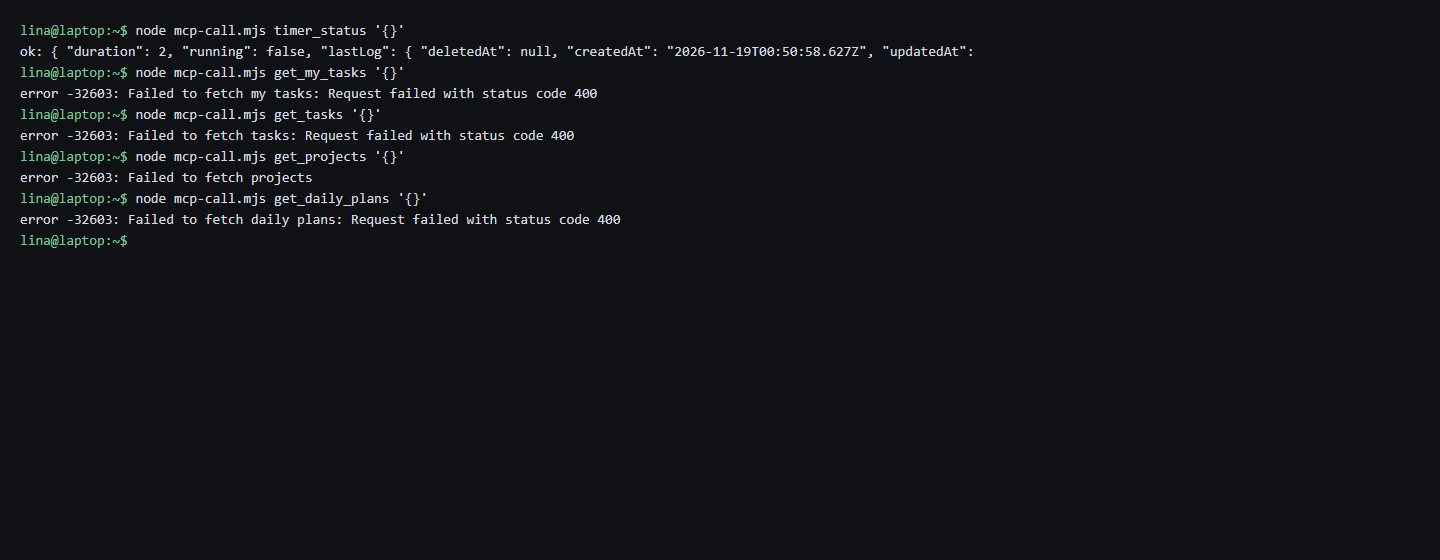 lina@laptop:~$ node mcp-call.mjs timer_status '{}'
ok: { "duration": 2, "running": false, "lastLog": { "deletedAt": null, "createdAt": "2026-11-19T00:50:58.627Z", "updatedAt":
lina@laptop:~$ node mcp-call.mjs get_my_tasks '{}'
error -32603: Failed to fetch my tasks: Request failed with status code 400
lina@laptop:~$ node mcp-call.mjs get_tasks '{}'
error -32603: Failed to fetch tasks: Request failed with status code 400
lina@laptop:~$ node mcp-call.mjs get_projects '{}'
error -32603: Failed to fetch projects
lina@laptop:~$ node mcp-call.mjs get_daily_plans '{}'
error -32603: Failed to fetch daily plans: Request failed with status code 400
lina@laptop:~$